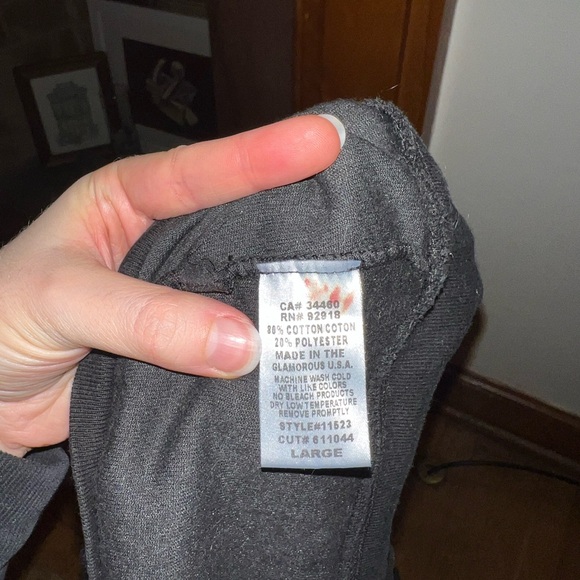 CA# 34460
RN# 92918
80% COTTON COTON
20% POLYESTER
MADE IN THE
GLAMOROUS U.S.A.
MACHINE WASH COLD
WITH LIKE COLORS
NO BLEACH PRODUCTS
DRY LOW TEMPERATURE
REMOVE PROMPTLY
STYLE#11523
CUT# 611044
LARGE